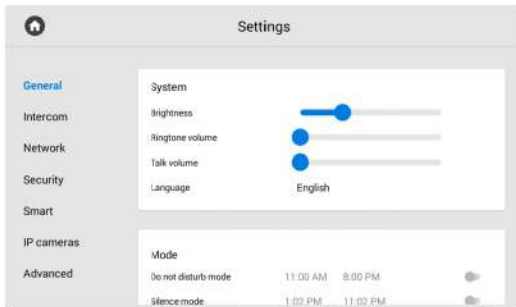 Settings
General
Intercom
Network
Security
Smart
IP cameras
Advanced
System
Brightness
Ringtone volume
Talk volume
Language English
Mode
Do not disturb mode 11:00 AM 8:00 PM
Silence mode 1:02 PM 11:02 PM